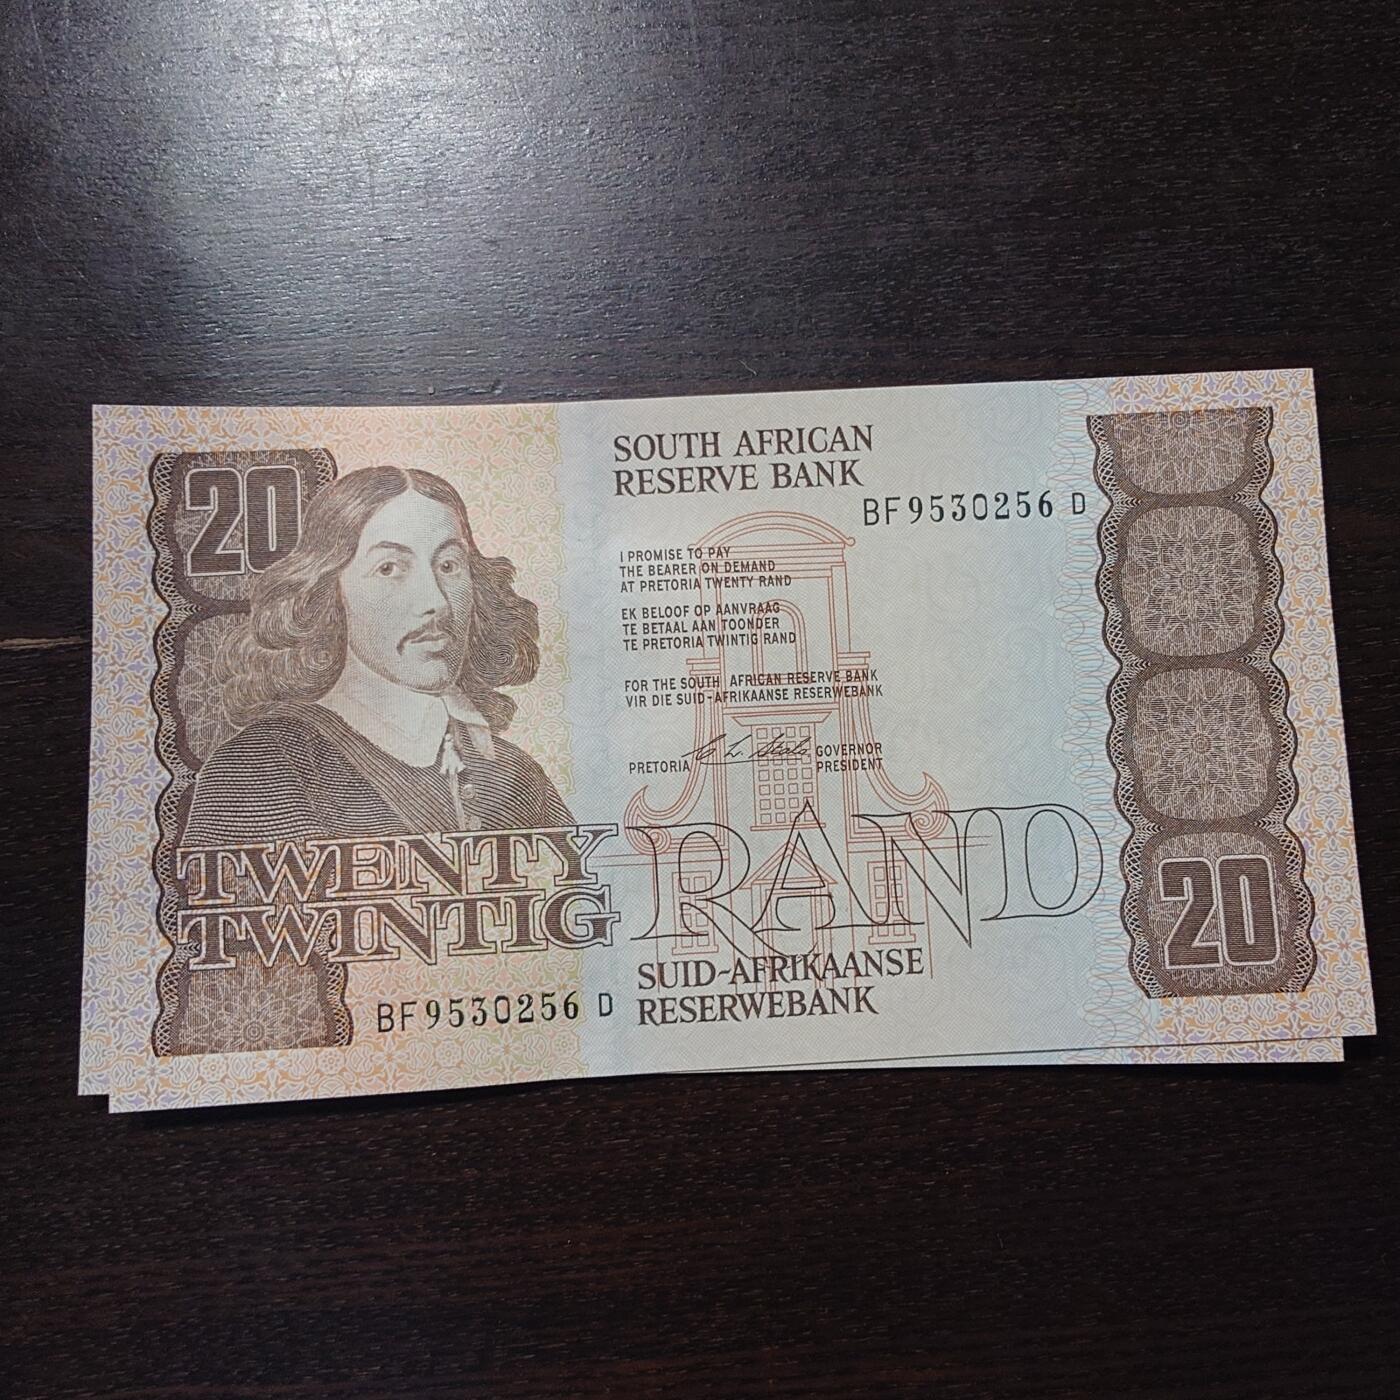 20
SOUTH AFRICAN
RESERVE BANK
BF9530256 D
I PROMISE TO PAY
THE BEARER ON DEMAND
AT PRETORIA TWENTY RAND
EK BELOOF OP AANVRAAG
TE BETAAL AAN TOONDER
TE PRETORIA TWINTIG RAND
FOR THE SOUTH AFRICAN RESERVE BANK
VIR DIE SUID-AFRIKAANSE RESERWEBANK
GOVERNOR
PRETORIA PRESIDENT
TWENTY
TWINTIG
RAND
20
SUID-AFRIKAANSE
RESERWEBANK
BF9530256 D